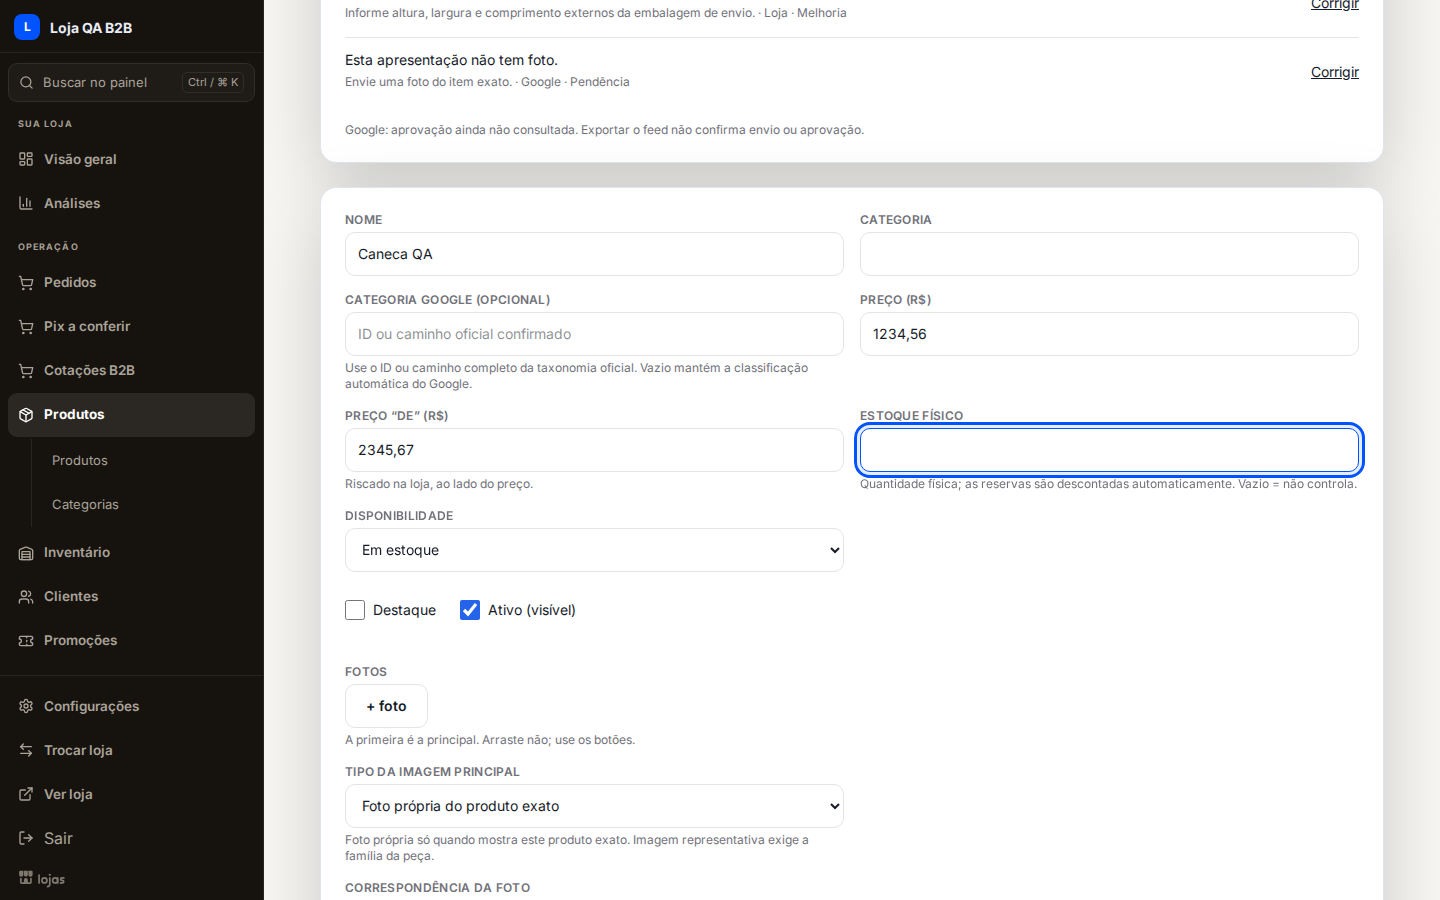 L
Loja QA B2B
Buscar no painel
Ctrl / ⌘ K
SUA LOJA
Visão geral
Análises
OPERAÇÃO
Pedidos
Pix a conferir
Cotações B2B
Produtos
Produtos
Categorias
Inventário
Clientes
Promoções
Configurações
Trocar loja
Ver loja
Sair
lojas
Informe altura, largura e comprimento externos da embalagem de envio. · Loja · Melhoria
Corrigir
Esta apresentação não tem foto.
Envie uma foto do item exato. · Google · Pendência
Corrigir
Google: aprovação ainda não consultada. Exportar o feed não confirma envio ou aprovação.
NOME
Caneca QA
CATEGORIA
CATEGORIA GOOGLE (OPCIONAL)
ID ou caminho oficial confirmado
Use o ID ou caminho completo da taxonomia oficial. Vazio mantém a classificação
automática do Google.
PREÇO (R$)
1234,56
PREÇO “DE” (R$)
2345,67
Riscado na loja, ao lado do preço.
ESTOQUE FÍSICO
Quantidade física; as reservas são descontadas automaticamente. Vazio = não controla.
DISPONIBILIDADE
Em estoque
Destaque
Ativo (visível)
FOTOS
+ foto
A primeira é a principal. Arraste não; use os botões.
TIPO DA IMAGEM PRINCIPAL
Foto própria do produto exato
Foto própria só quando mostra este produto exato. Imagem representativa exige a
família da peça.
CORRESPONDÊNCIA DA FOTO